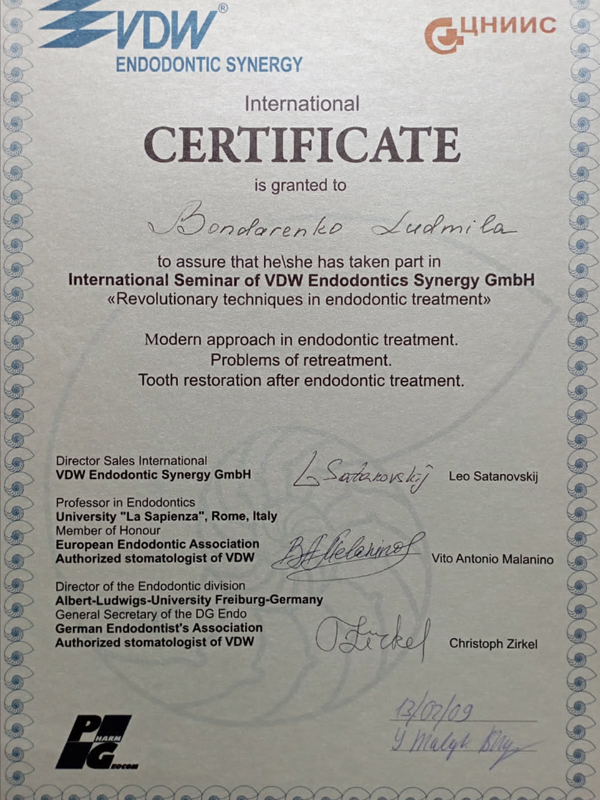 VDW®
ENDODONTIC SYNERGY
ЦНИИС
International
CERTIFICATE
is granted to
Bondarenko Ludmila
to assure that he\she has taken part in
International Seminar of VDW Endodontics Synergy GmbH
«Revolutionary techniques in endodontic treatment»
Modern approach in endodontic treatment.
Problems of retreatment.
Tooth restoration after endodontic treatment.
Director Sales International
VDW Endodontic Synergy GmbH
L Satanovskij
Leo Satanovskij
Professor in Endodontics
University "La Sapienza", Rome, Italy
Member of Honour
European Endodontic Association
Authorized stomatologist of VDW
Vito Antonio Malanino
Director of the Endodontic division
Albert-Ludwigs-University Freiburg-Germany
General Secretary of the DG Endo
German Endodontist's Association
Authorized stomatologist of VDW
Zirkel
Christoph Zirkel
13/02/09
PHARM
GEOCOM